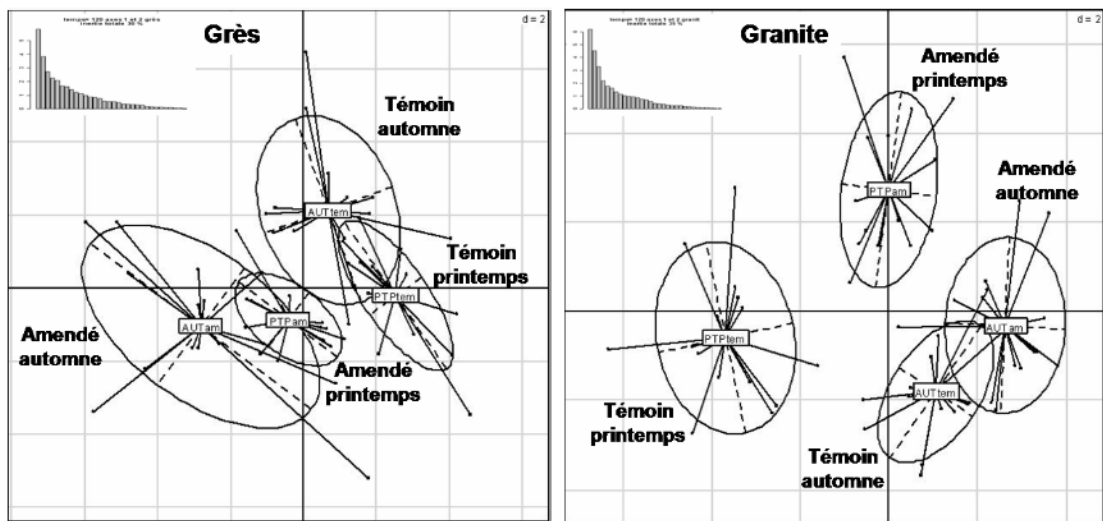 d = 2
Grès
Témoin
automne
AUTtem
Témoin
printemps
PTPtem
PTPam
AUTam
Amendé
automne
Amendé
printemps
d = 2
Granite
Amendé
printemps
PTPam
Amendé
automne
AUTam
PTPtem
AUTtem
Témoin
printemps
Témoin
automne